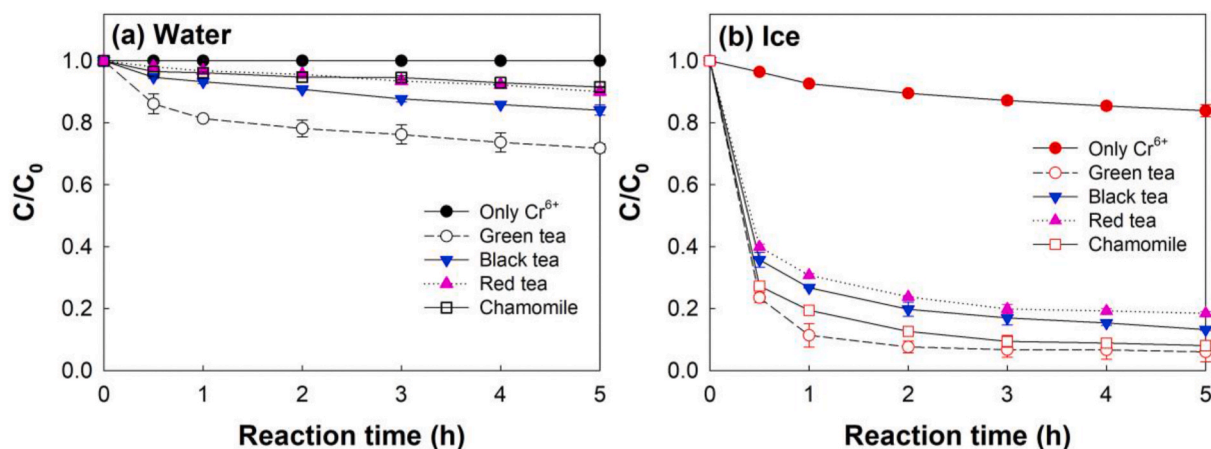 (a) Water
C/C₀
1.0
0.8
0.6
0.4
0.2
0.0
Only Cr⁶⁺
Green tea
Black tea
Red tea
Chamomile
0 1 2 3 4 5
Reaction time (h)
(b) Ice
C/C₀
1.0
0.8
0.6
0.4
0.2
0.0
Only Cr⁶⁺
Green tea
Black tea
Red tea
Chamomile
0 1 2 3 4 5
Reaction time (h)